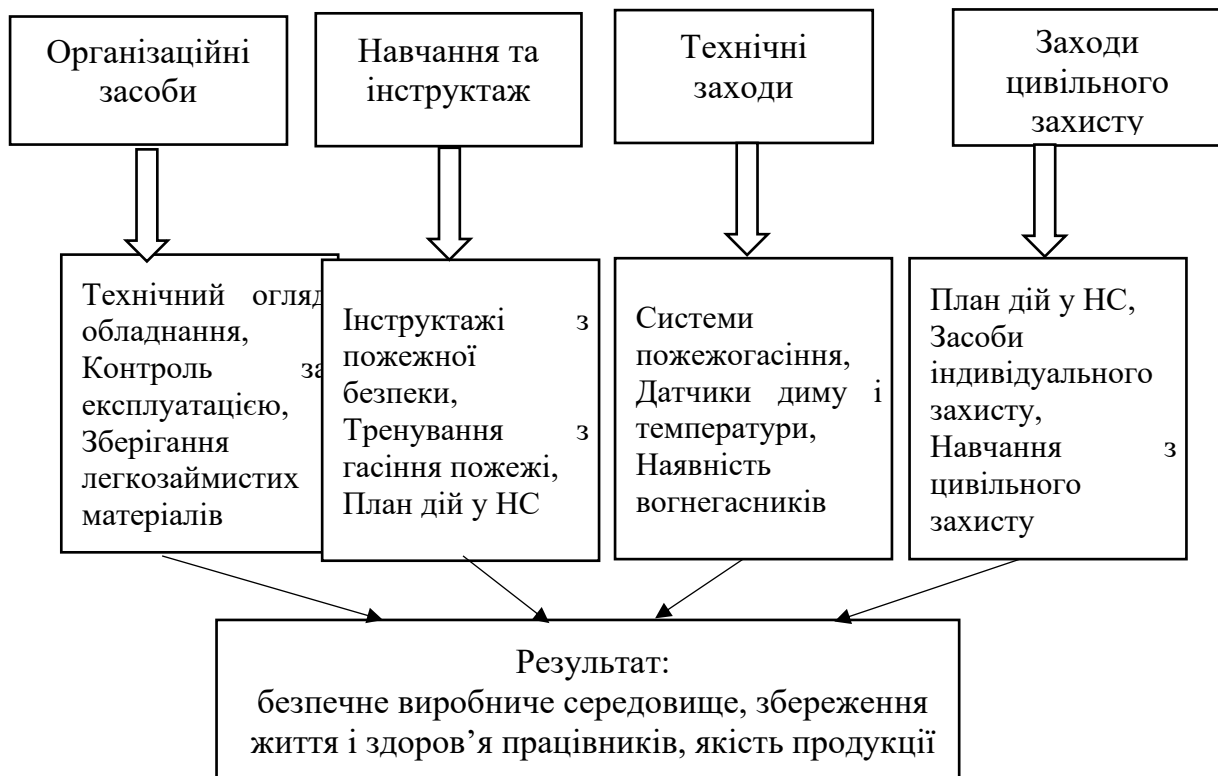 Організаційні
засоби
Навчання та
інструктаж
Технічні
заходи
Заходи
цивільного
захисту
Технічний огляд
обладнання,
Контроль за
експлуатацією,
Зберігання
легкозаймистих
матеріалів
Інструктажі з
пожежної
безпеки,
Тренування з
гасіння пожежі,
План дій у НС
Системи
пожежогасіння,
Датчики диму і
температури,
Наявність
вогнегасників
План дій у НС,
Засоби
індивідуального
захисту,
Навчання з
цивільного
захисту
Результат:
безпечне виробниче середовище, збереження
життя і здоров’я працівників, якість продукції